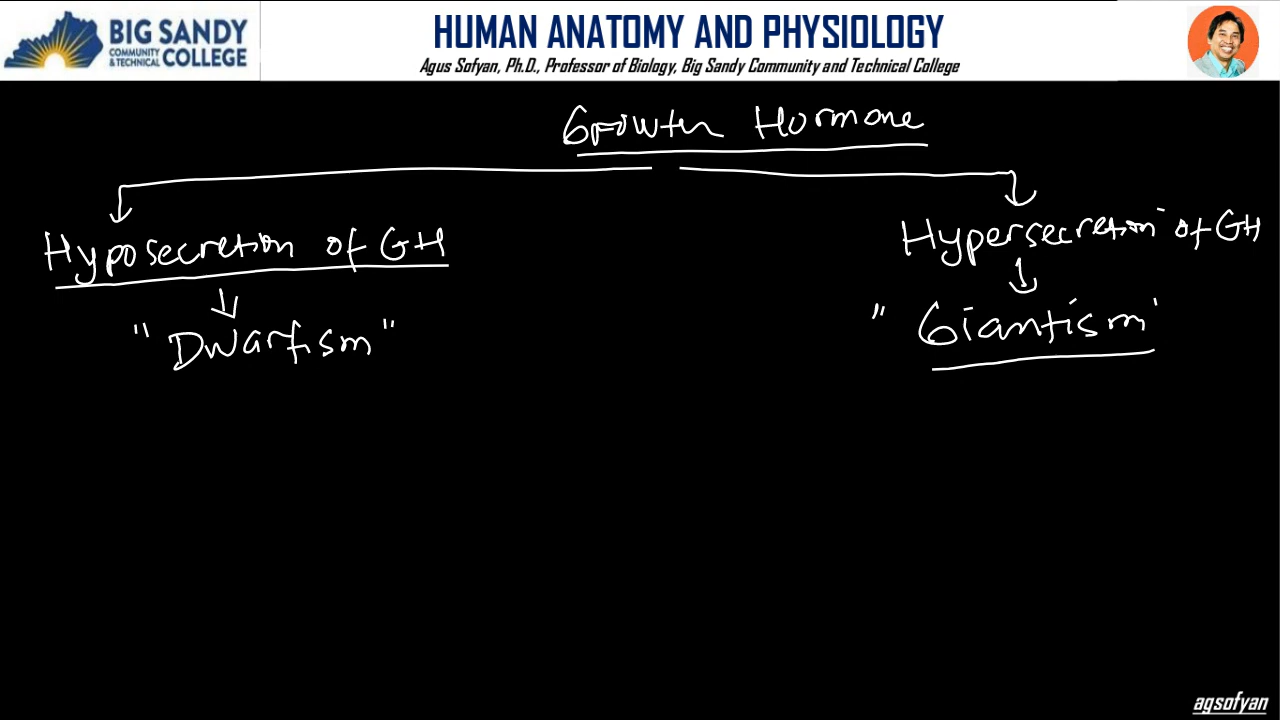 BIG SANDY
COMMUNITY & TECHNICAL COLLEGE
HUMAN ANATOMY AND PHYSIOLOGY
Agus Sofyan, Ph.D., Professor of Biology, Big Sandy Community and Technical College
Growth Hormone
Hyposecretion of GH
Hypersecretion of GH
"Dwarfism"
"Giantism'
agsofyan